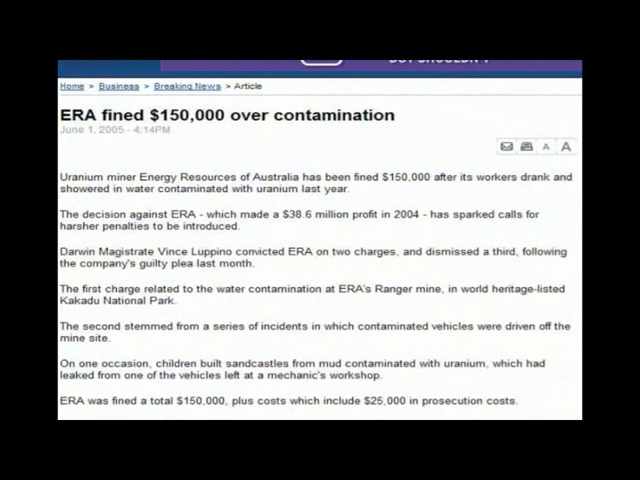 Home > Business > Breaking News > Article
ERA fined $150,000 over contamination
June 1, 2005 - 4:14PM
A A
Uranium miner Energy Resources of Australia has been fined $150,000 after its workers drank and
showered in water contaminated with uranium last year.
The decision against ERA - which made a $38.6 million profit in 2004 - has sparked calls for
harsher penalties to be introduced.
Darwin Magistrate Vince Luppino convicted ERA on two charges, and dismissed a third, following
the company's guilty plea last month.
The first charge related to the water contamination at ERA's Ranger mine, in world heritage-listed
Kakadu National Park.
The second stemmed from a series of incidents in which contaminated vehicles were driven off the
mine site.
On one occasion, children built sandcastles from mud contaminated with uranium, which had
leaked from one of the vehicles left at a mechanic's workshop.
ERA was fined a total $150,000, plus costs which include $25,000 in prosecution costs.